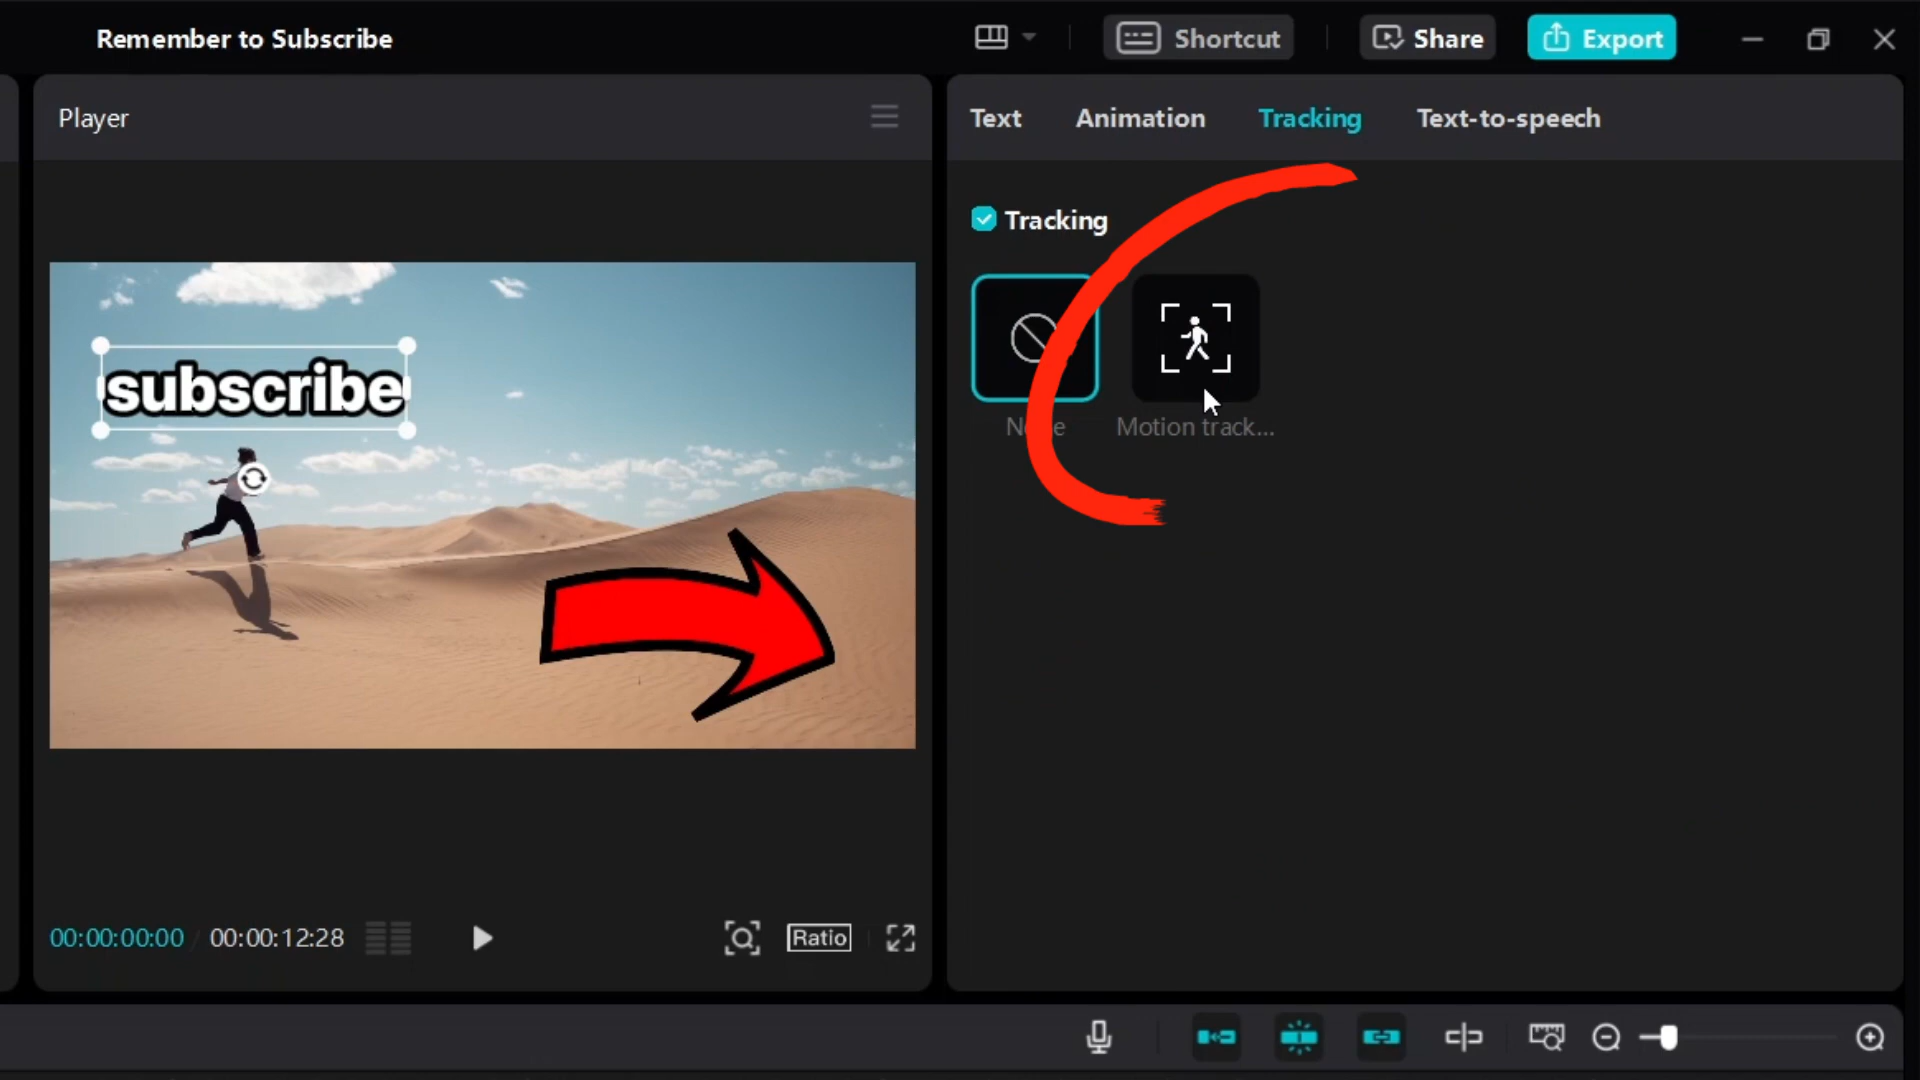 Remember to Subscribe
Shortcut
Share
Export
Player
Text
Animation
Tracking
Text-to-speech
Tracking
Motion track...
subscribe
00:00:00:00 / 00:00:12:28
Ratio